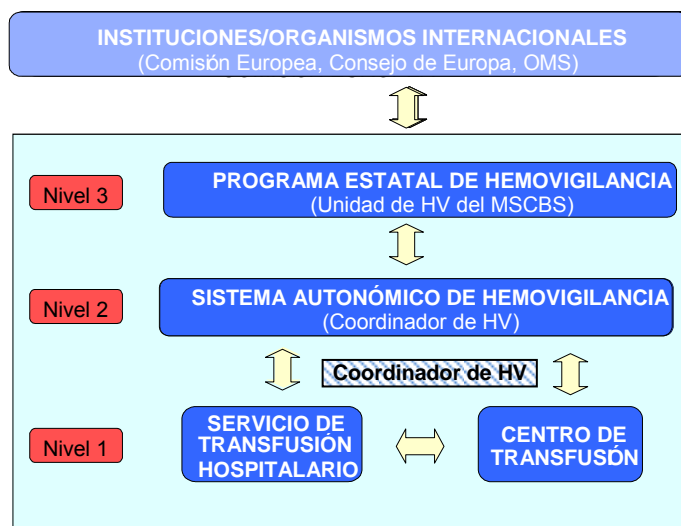 INSTITUCIONES/ORGANISMOS INTERNACIONALES
(Comisión Europea, Consejo de Europa, OMS)
Nivel 3
PROGRAMA ESTATAL DE HEMOVIGILANCIA
(Unidad de HV del MSCBS)
Nivel 2
SISTEMA AUTONÓMICO DE HEMOVIGILANCIA
(Coordinador de HV)
Coordinador de HV
Nivel 1
SERVICIO DE
TRANSFUSIÓN
HOSPITALARIO
CENTRO DE
TRANSFUSIÓN